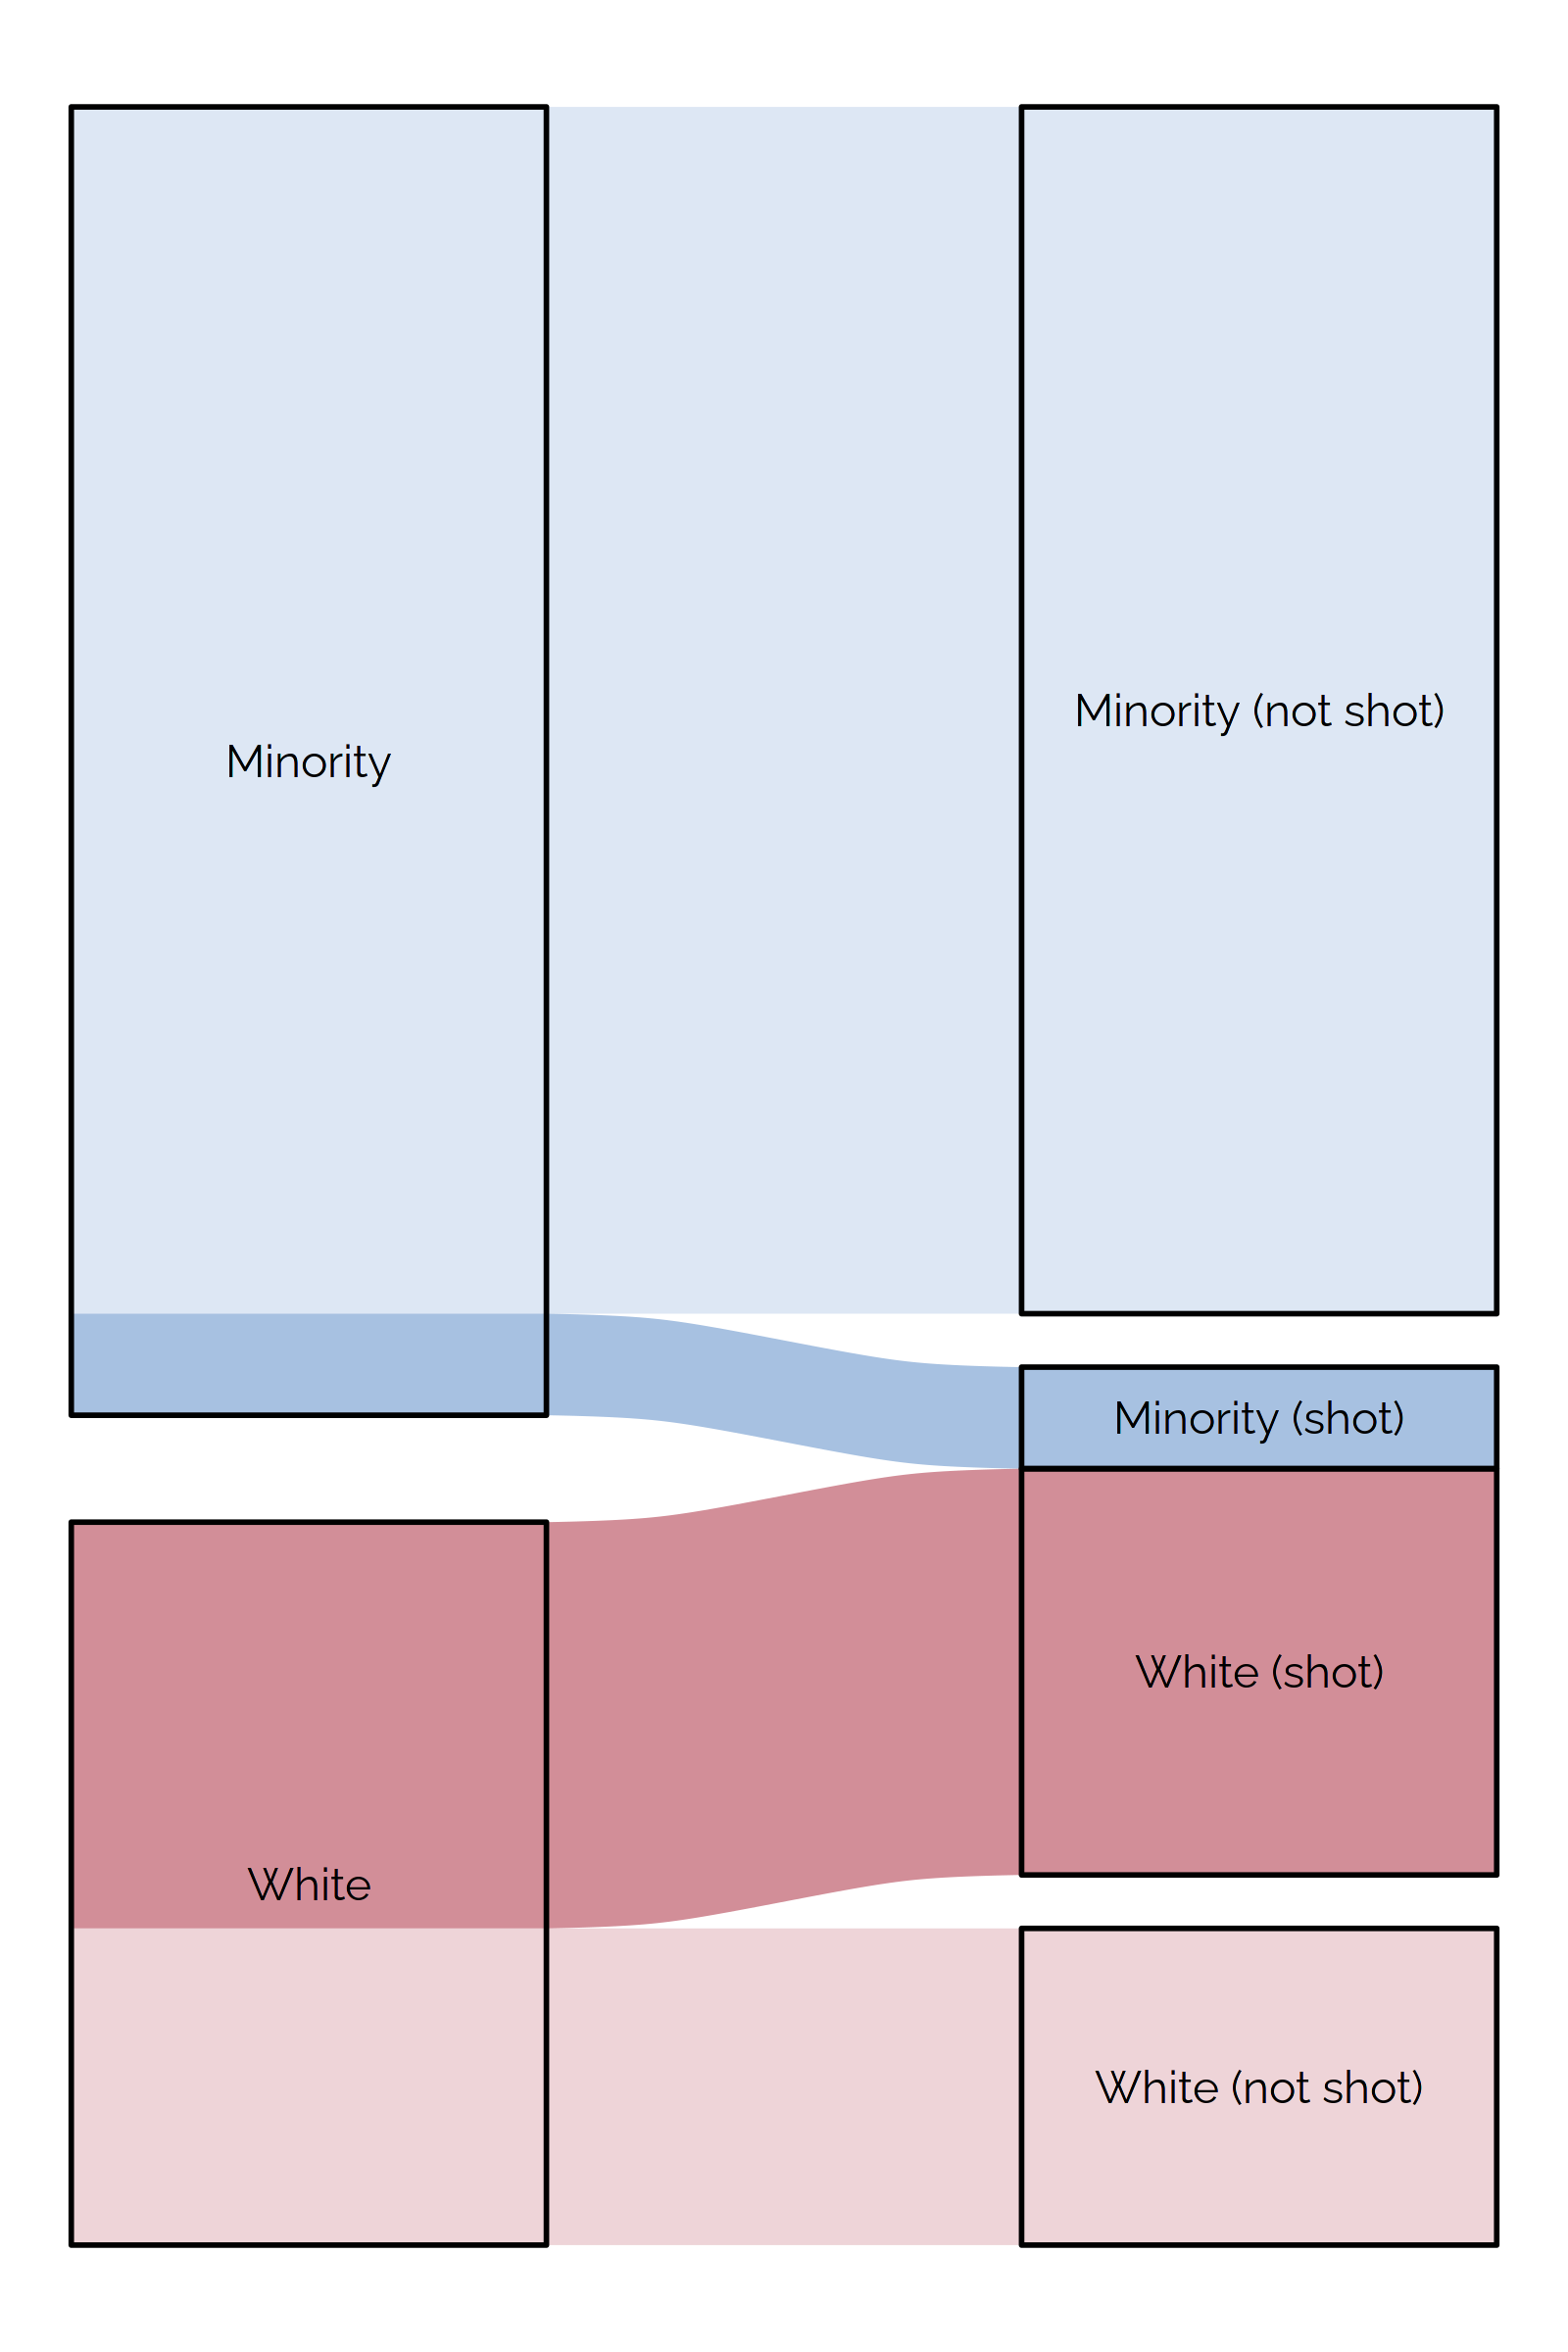 Minority (not shot)
Minority
Minority (shot)
White (shot)
White
White (not shot)